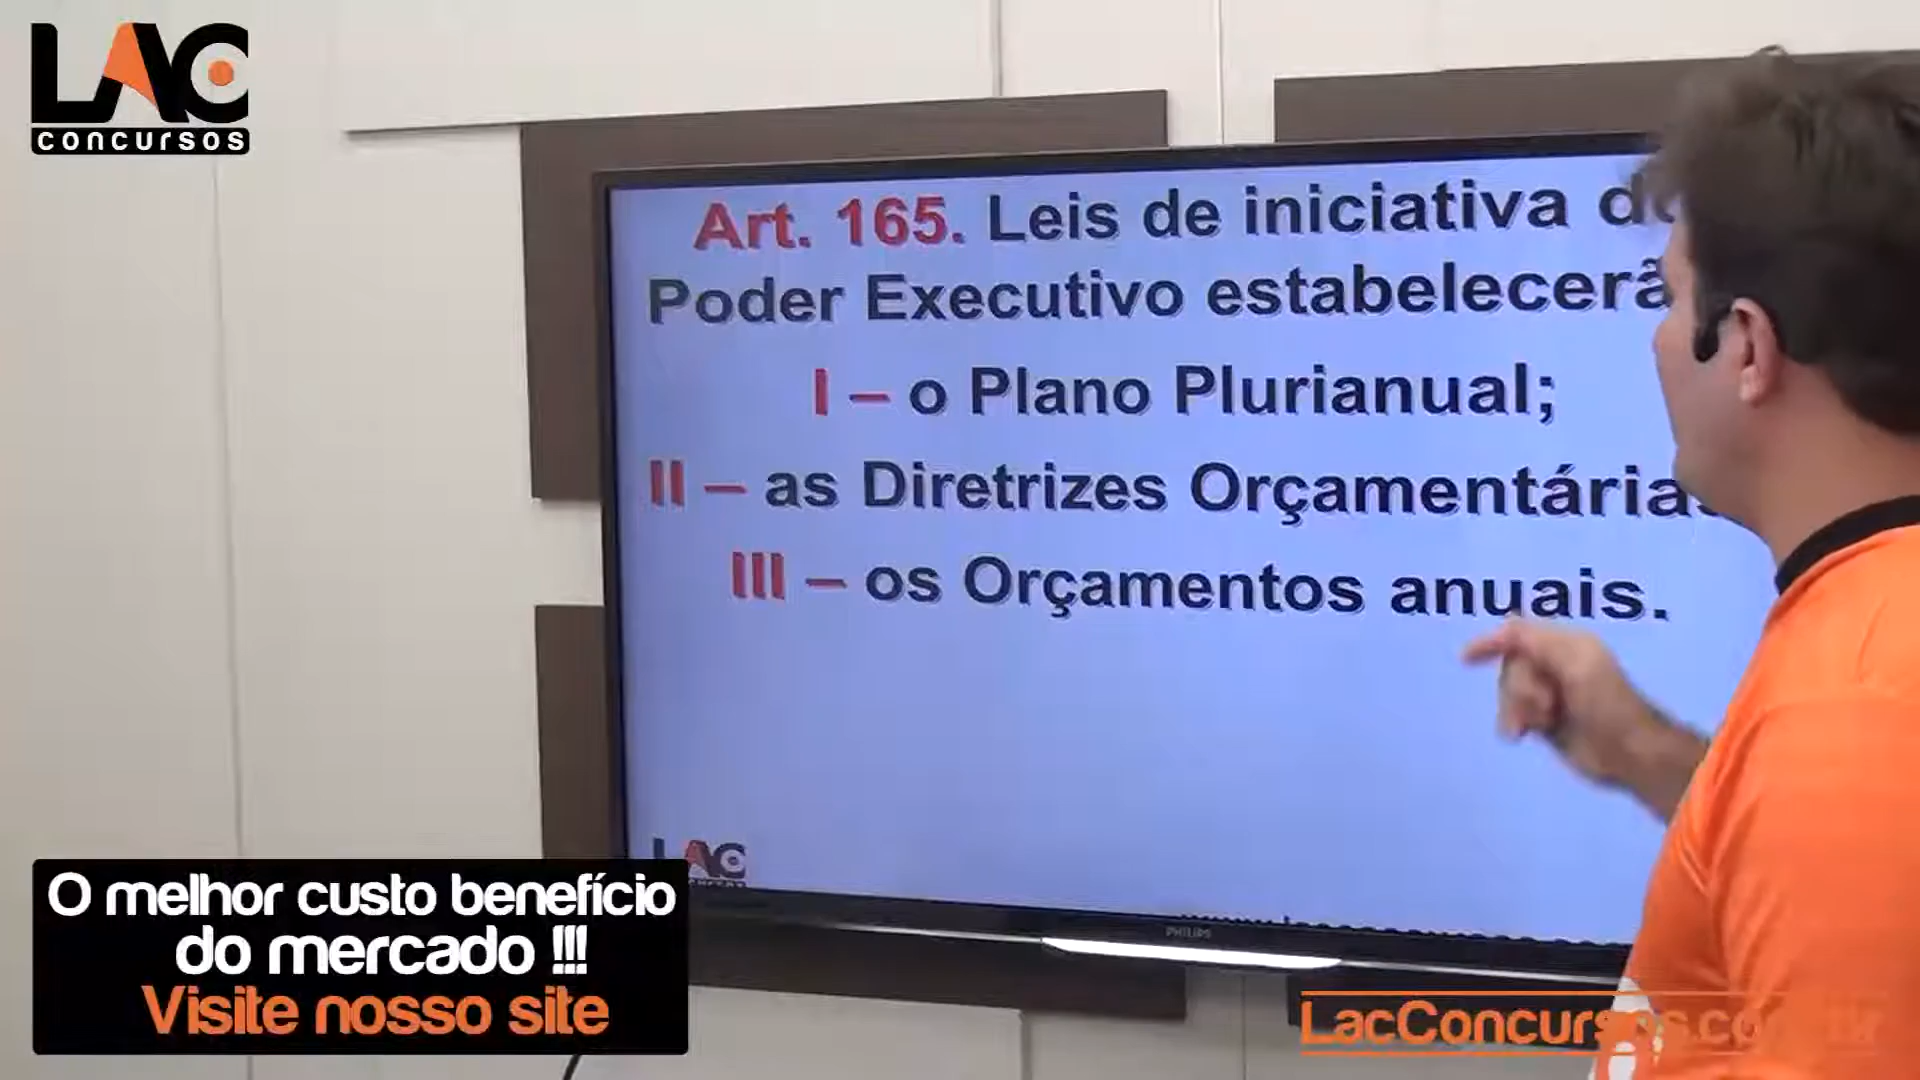 LAC
CONCURSOS
Art. 165. Leis de iniciativa
Poder Executivo
I – o Plano Plurianual;
II – as Diretrizes
III – os Orçamentos anuais.
LAC
PHILIPS
O melhor custo benefício
do mercado !!!
Visite nosso site